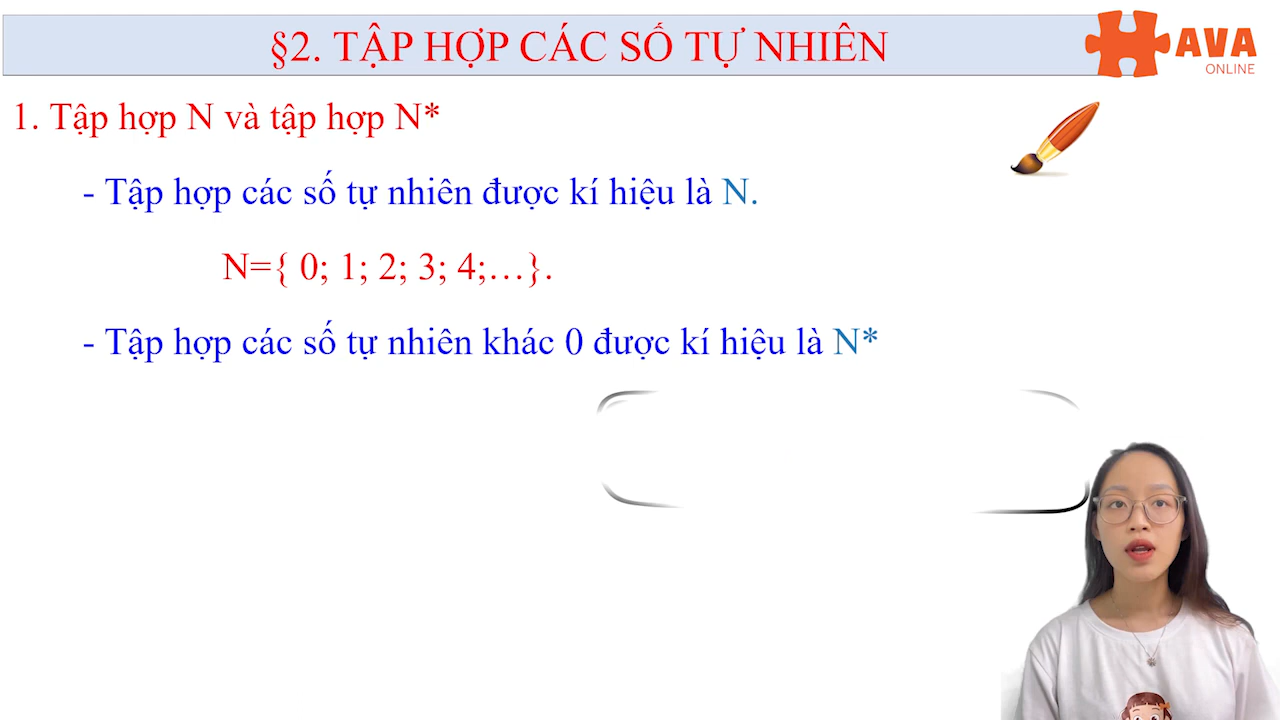 §2. TẬP HỢP CÁC SỐ TỰ NHIÊN
AVA
ONLINE
1. Tập hợp N và tập hợp N*
- Tập hợp các số tự nhiên được kí hiệu là N.
N={ 0; 1; 2; 3; 4;…}.
- Tập hợp các số tự nhiên khác 0 được kí hiệu là N*